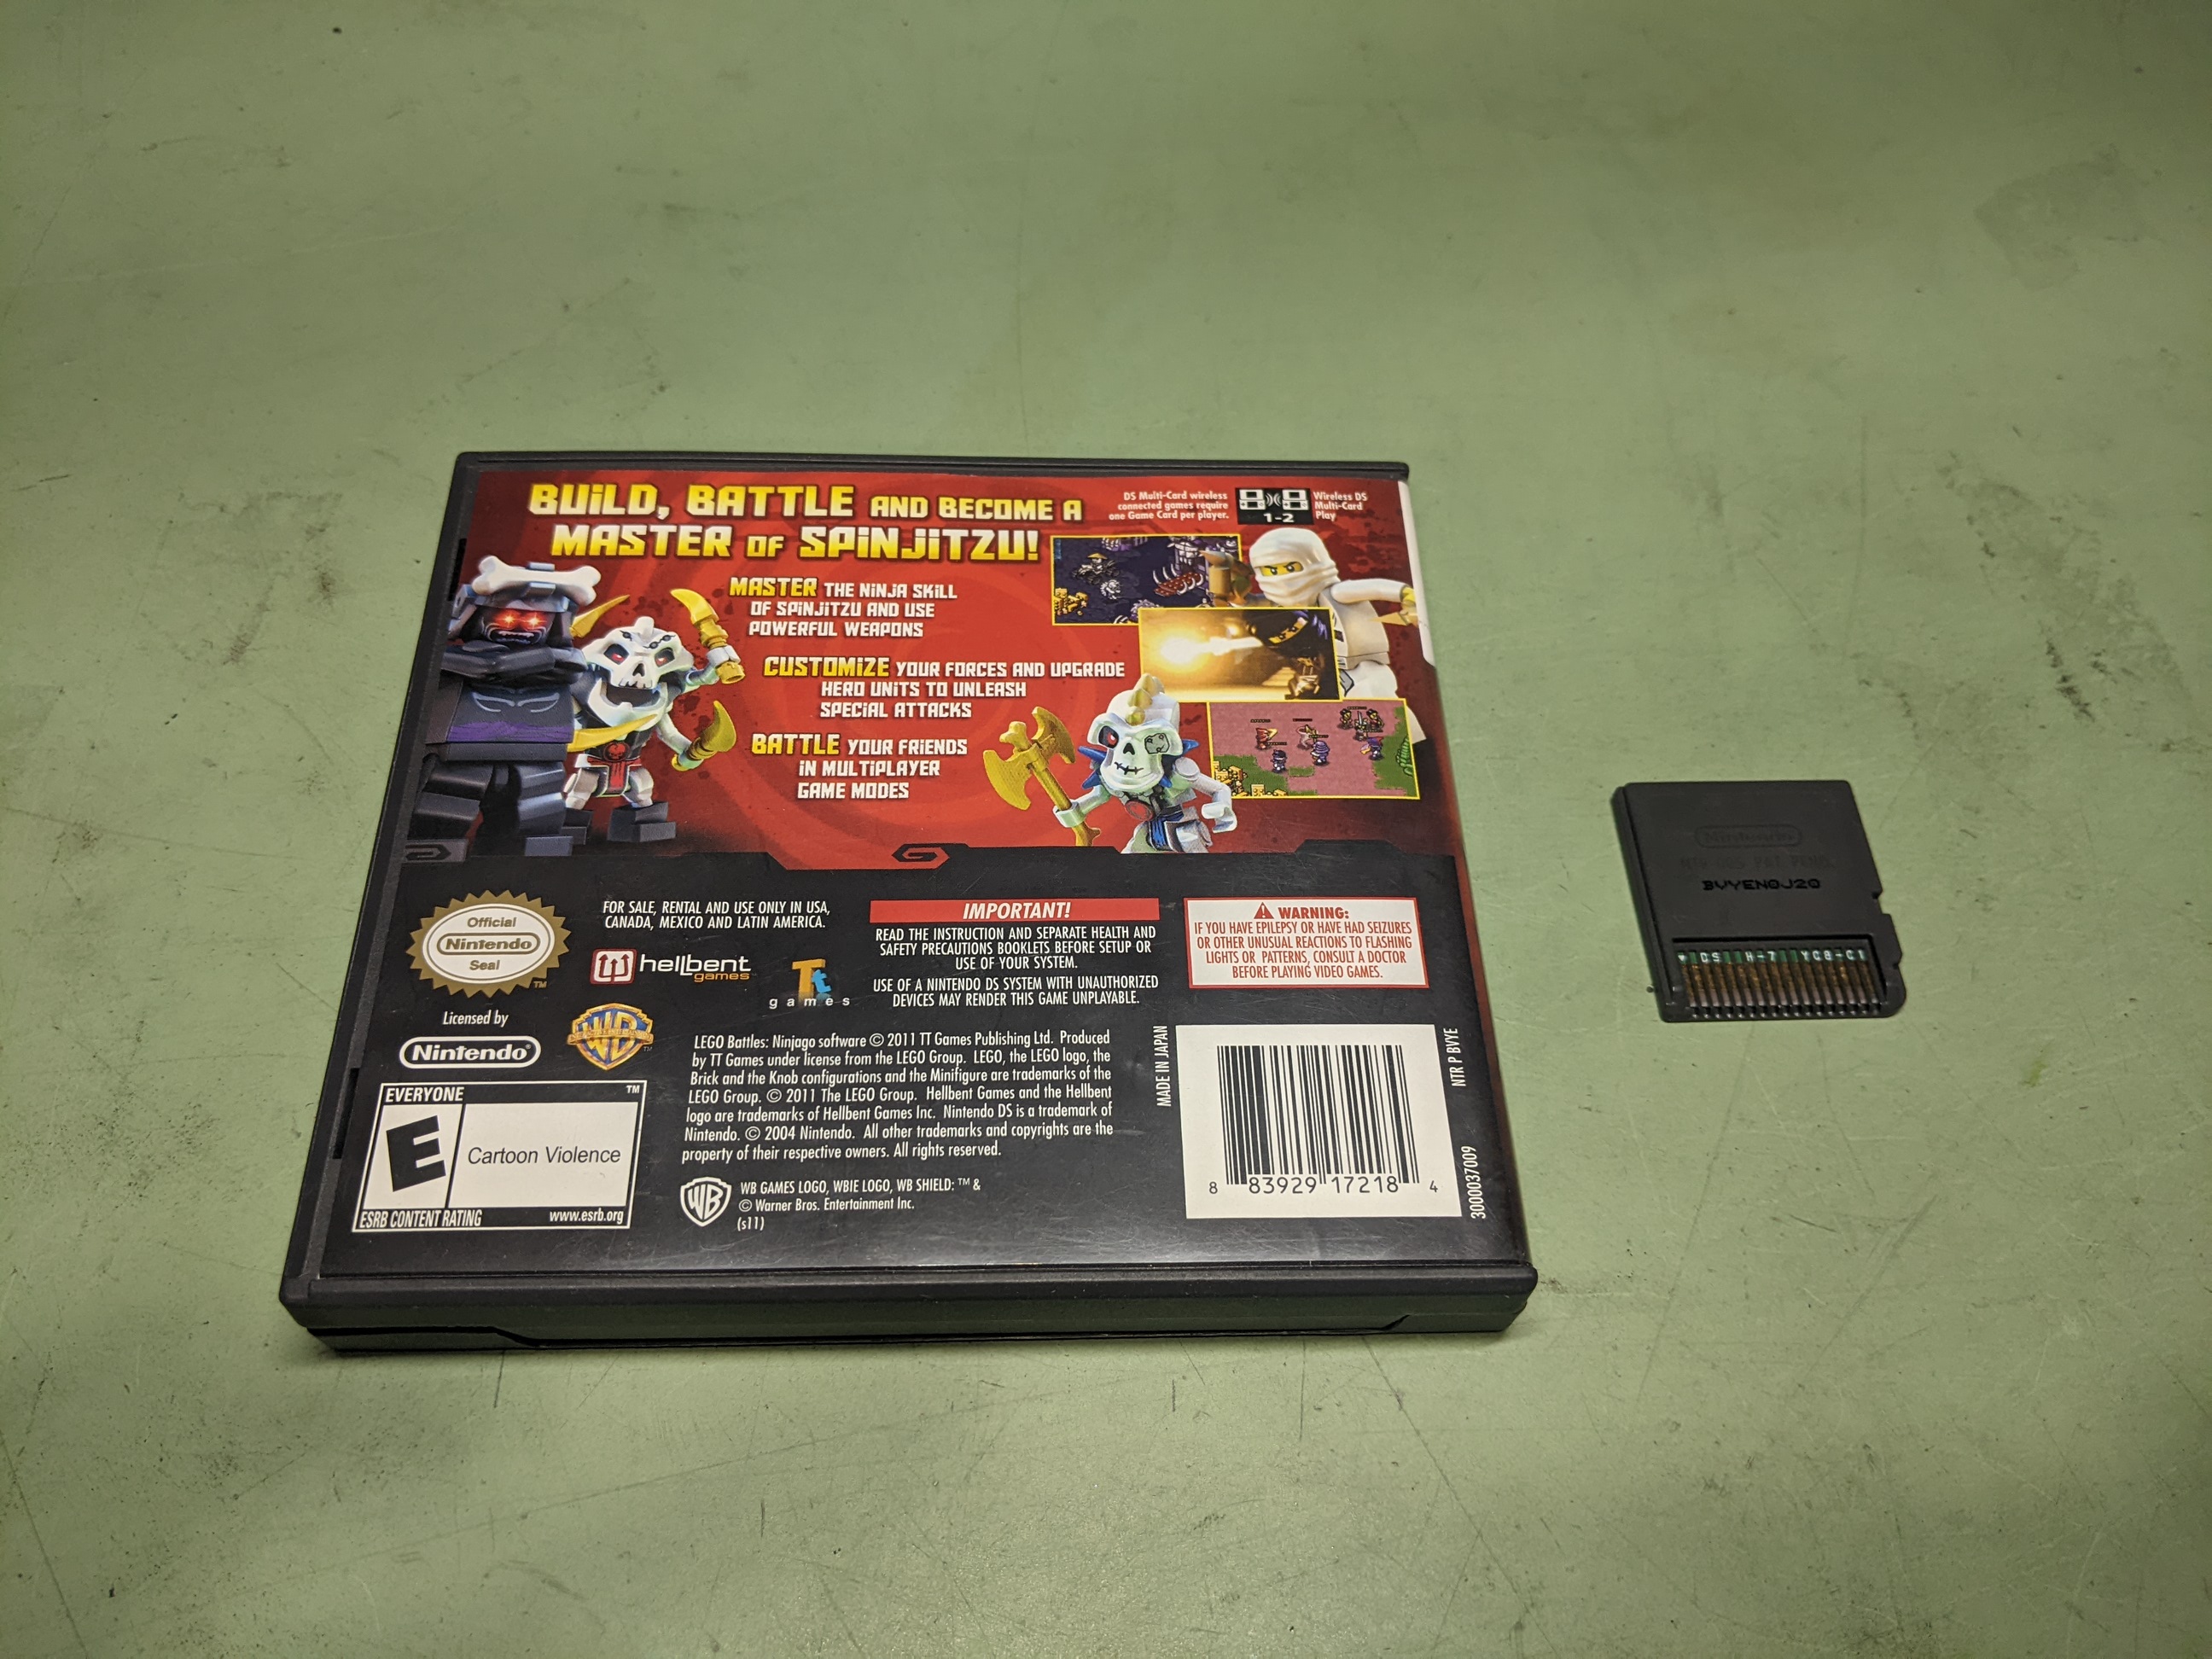 BUILD, BATTLE AND BECOME A
MASTER OF SPINJITZU!
DS Multi-Card wireless
connected games require
one Game Card per player.
1-2
Wireless DS
Multi-Card
Play
MASTER THE NINJA SKILL
OF SPINJITZU AND USE
POWERFUL WEAPONS
CUSTOMIZE YOUR FORCES AND UPGRADE
HERO UNITS TO UNLEASH
SPECIAL ATTACKS
BATTLE YOUR FRIENDS
IN MULTIPLAYER
GAME MODES
Official
Nintendo
Seal
TM
Licensed by
Nintendo®
FOR SALE, RENTAL AND USE ONLY IN USA,
CANADA, MEXICO AND LATIN AMERICA.
hellbent
games
Tt
games
WB
TM
IMPORTANT!
READ THE INSTRUCTION AND SEPARATE HEALTH AND
SAFETY PRECAUTIONS BOOKLETS BEFORE SETUP OR
USE OF YOUR SYSTEM.
USE OF A NINTENDO DS SYSTEM WITH UNAUTHORIZED
DEVICES MAY RENDER THIS GAME UNPLAYABLE.
WARNING:
IF YOU HAVE EPILEPSY OR HAVE HAD SEIZURES
OR OTHER UNUSUAL REACTIONS TO FLASHING
LIGHTS OR PATTERNS, CONSULT A DOCTOR
BEFORE PLAYING VIDEO GAMES.
EVERYONE
TM
E
Cartoon Violence
ESRB CONTENT RATING
www.esrb.org
LEGO Battles: Ninjago software © 2011 TT Games Publishing Ltd. Produced
by TT Games under license from the LEGO Group. LEGO, the LEGO logo, the
Brick and the Knob configurations and the Minifigure are trademarks of the
LEGO Group. © 2011 The LEGO Group. Hellbent Games and the Hellbent
logo are trademarks of Hellbent Games Inc. Nintendo DS is a trademark of
Nintendo. © 2004 Nintendo. All other trademarks and copyrights are the
property of their respective owners. All rights reserved.
WB
WB GAMES LOGO, WBIE LOGO, WB SHIELD: ™ &
© Warner Bros. Entertainment Inc.
(s11)
MADE IN JAPAN
8 83929 17218 4
NTR P BVYE
3000037009
Nintendo
BVYEN0J20
CS H-7 YC8-C1